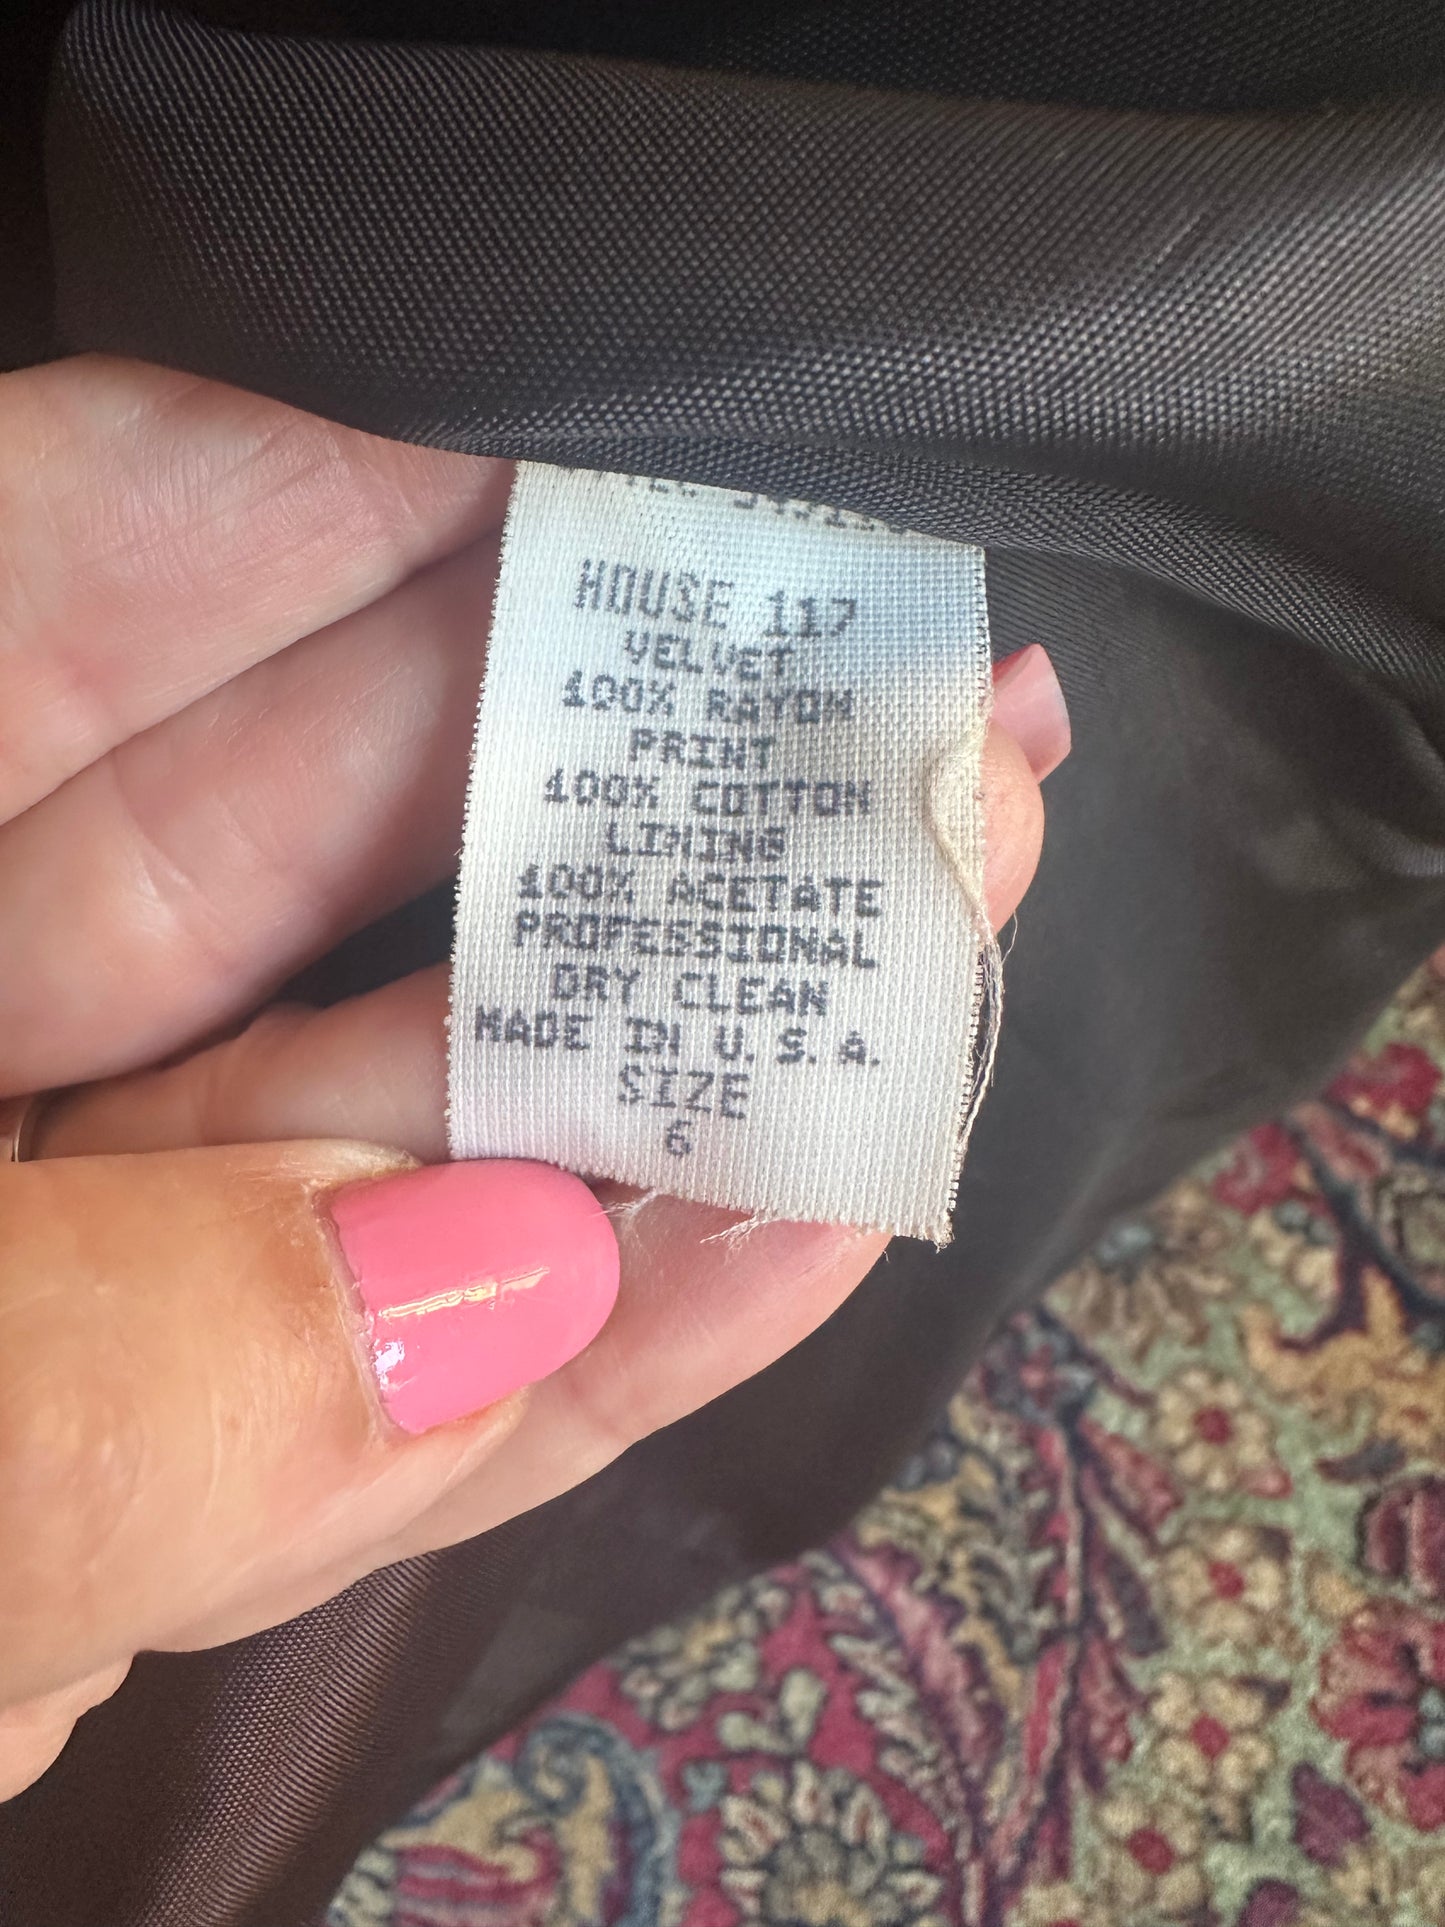 HOUSE 117
VELVET
100% RAYON
PRINT
100% COTTON
LINING
100% ACETATE
PROFESSIONAL
DRY CLEAN
MADE IN U.S.A.
SIZE
6